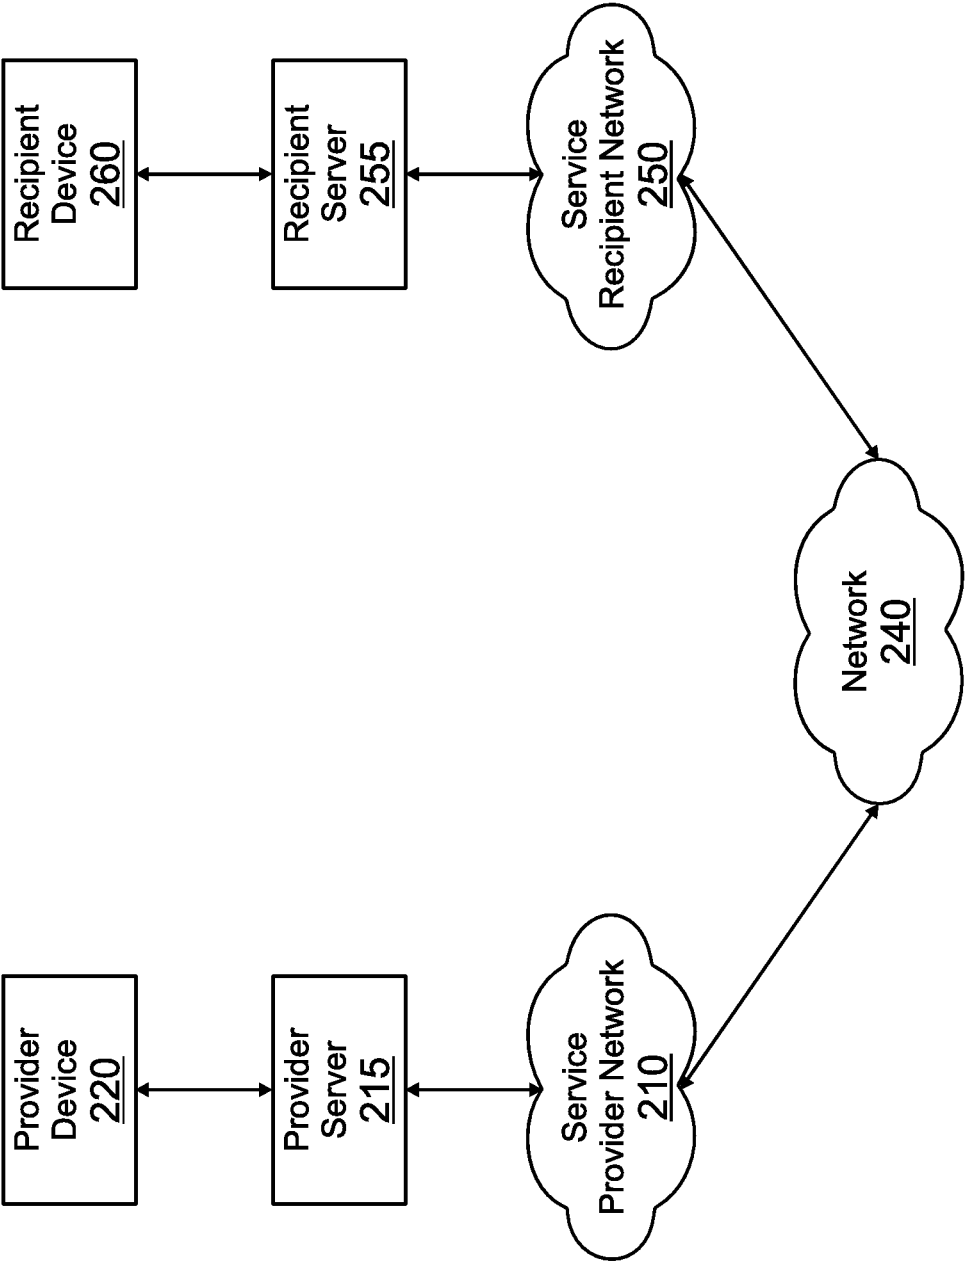 Provider
Device
220
Provider
Server
215
Service
Provider Network
210
Network
240
Recipient
Device
260
Recipient
Server
255
Service
Recipient Network
250